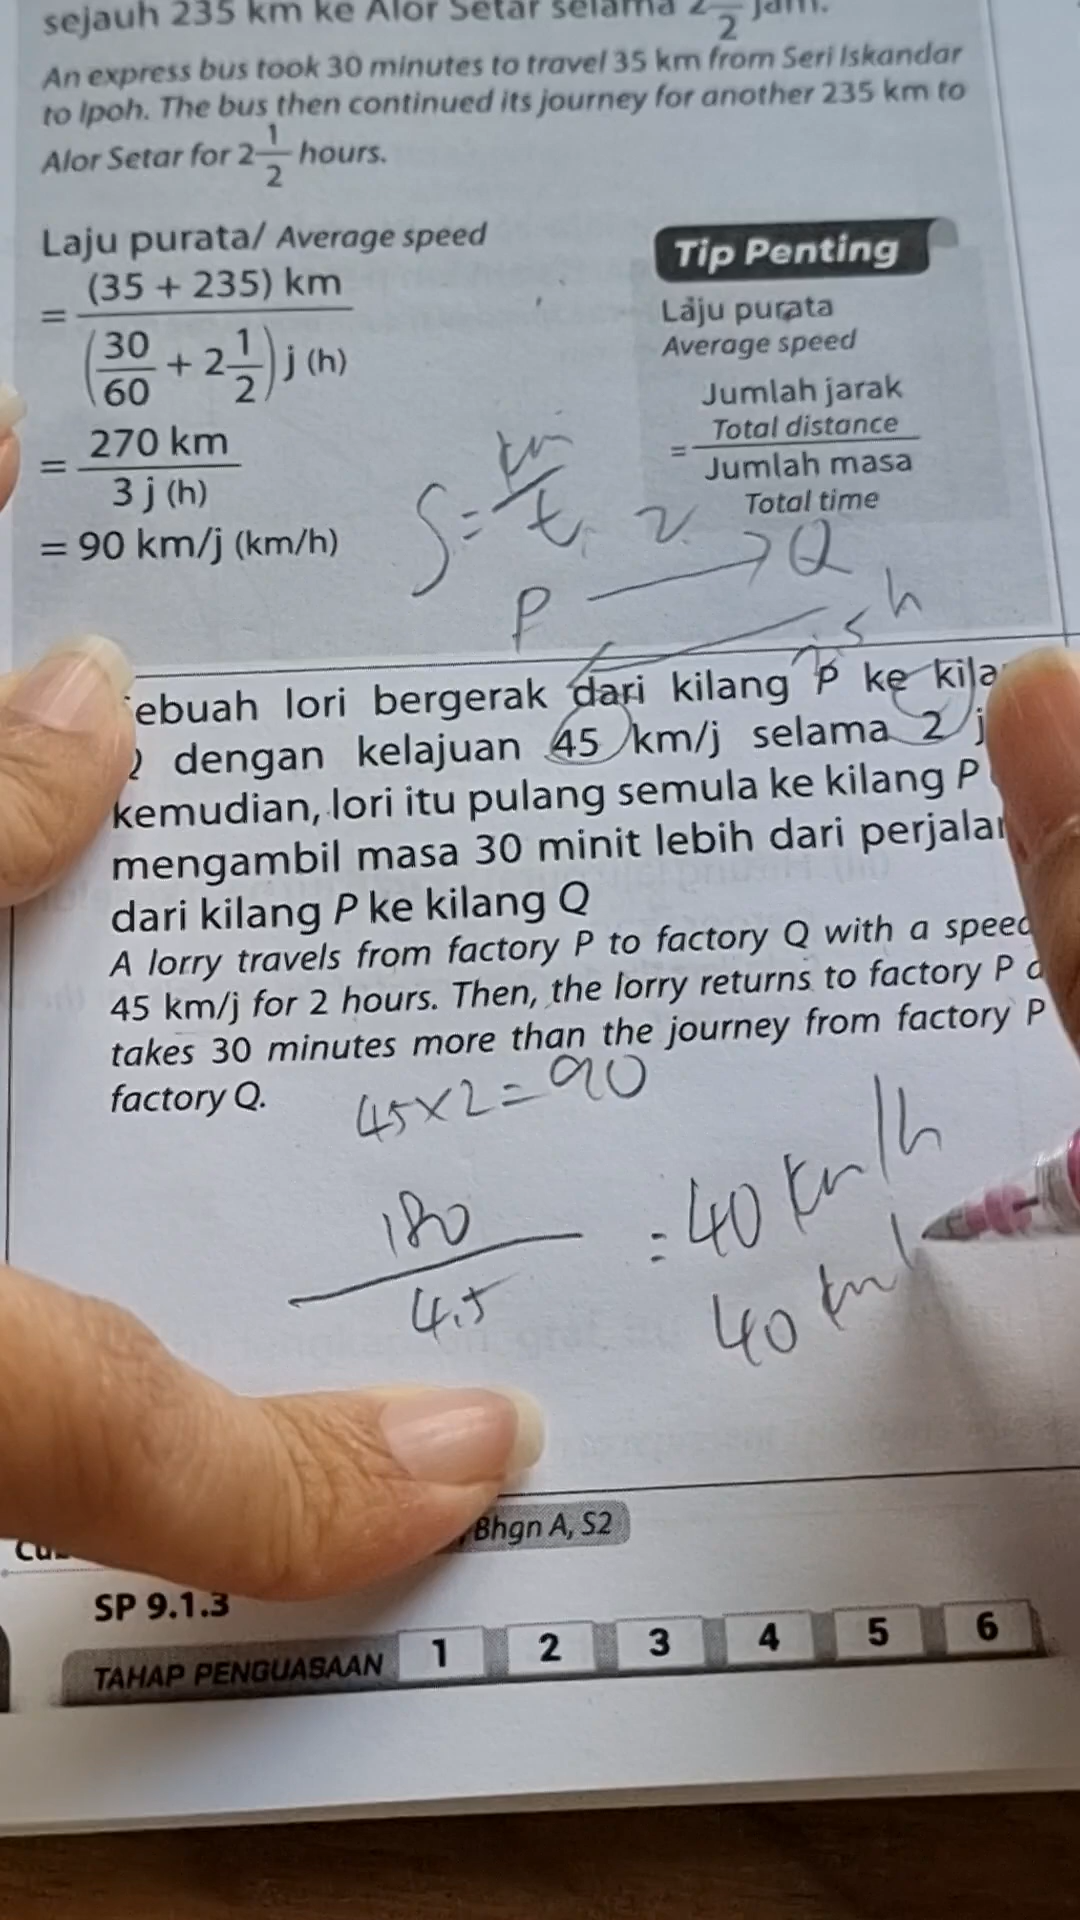 sejauh 235 km ke Alor Setar selama 2 1/2 jam.
An express bus took 30 minutes to travel 35 km from Seri Iskandar
to Ipoh. The bus then continued its journey for another 235 km to
Alor Setar for 2 1/2 hours.
Laju purata/ Average speed
= (35 + 235) km / (30/60 + 2 1/2) j (h)
= 270 km / 3 j (h)
= 90 km/j (km/h)
Tip Penting
Laju purata
Average speed
= Jumlah jarak
Total distance
/ Jumlah masa
Total time
S = km / t
2
P → Q
h
ebuah lori bergerak dari kilang P ke
dengan kelajuan 45 km/j selama 2 j
kemudian, lori itu pulang semula ke kilang P
mengambil masa 30 minit lebih dari
dari kilang P ke kilang Q
A lorry travels from factory P to factory Q with a speed
45 km/j for 2 hours. Then, the lorry returns to factory P
takes 30 minutes more than the journey from factory P
factory Q.
45 × 2 = 90
180 / 4.5 = 40 km/h
40 km
Bhgn A, S2
SP 9.1.3
TAHAP PENGUASAAN 1 2 3 4 5 6